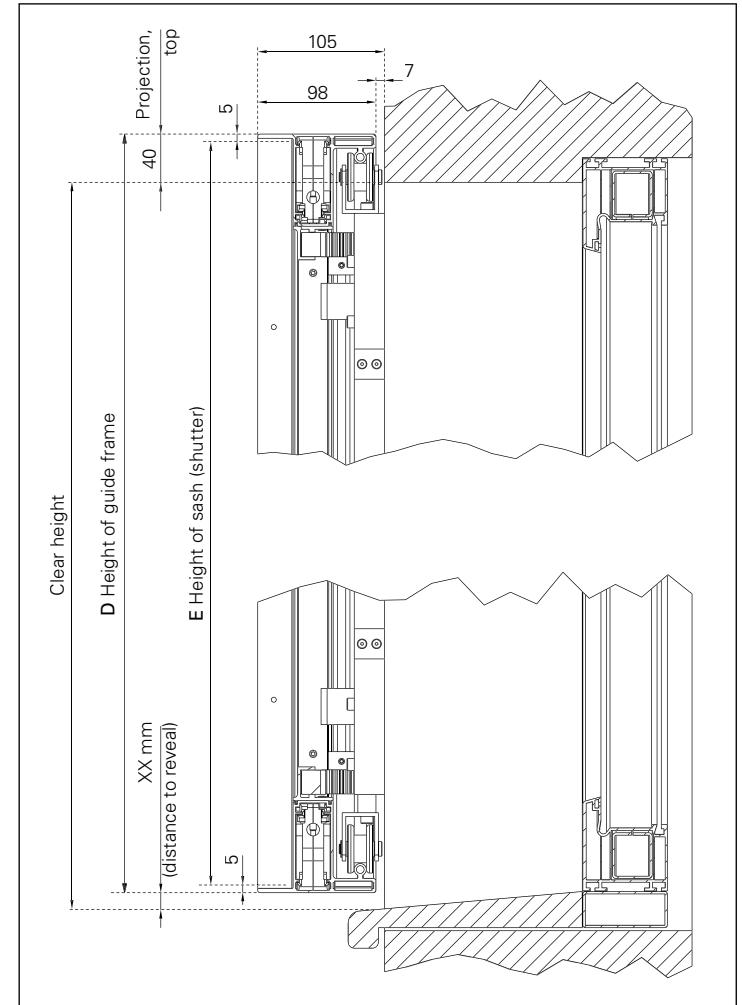 105
7
98
Projection,
top
5
40
Clear height
D Height of guide frame
E Height of sash (shutter)
XX mm
(distance to reveal)
5